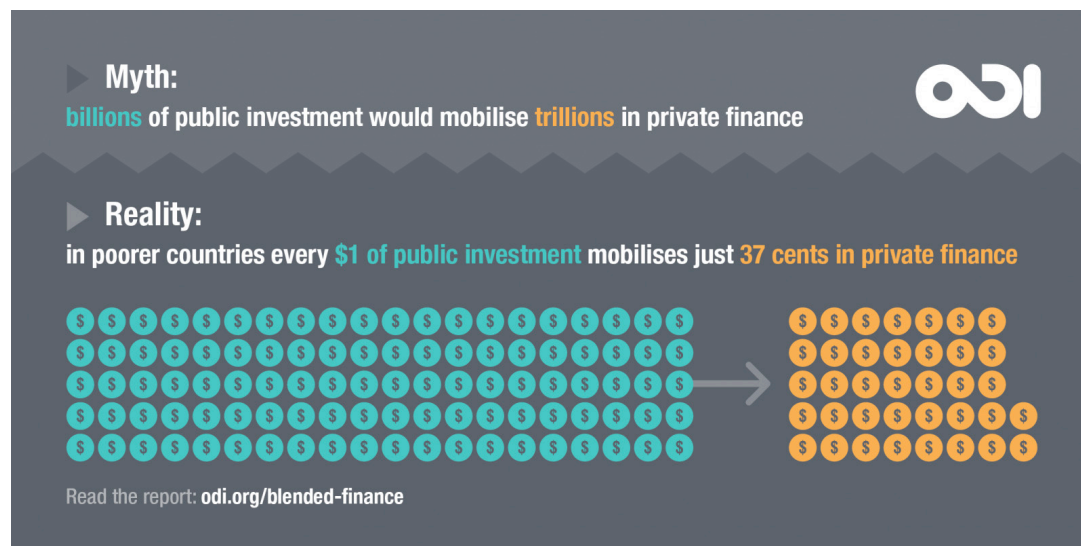 Myth:
ODI
billions of public investment would mobilise trillions in private finance
Reality:
in poorer countries every $1 of public investment mobilises just 37 cents in private finance
$ $ $ $ $ $ $ $ $ $ $ $ $ $ $ $ $ $ $ $ $ $ $ $ $ $ $
$ $ $ $ $ $ $ $ $ $ $ $ $ $ $ $ $ $ $ $ $ $ $ $ $ $ $
$ $ $ $ $ $ $ $ $ $ $ $ $ $ $ $ $ $ $ $ $ $ $ $ $ $ $
$ $ $ $ $ $ $ $ $ $ $ $ $ $ $ $ $ $ $ $ $ $ $ $ $ $ $ $
$ $ $ $ $ $ $ $ $ $ $ $ $ $ $ $ $ $ $ $ $ $ $ $ $ $ $ $
Read the report: odi.org/blended-finance